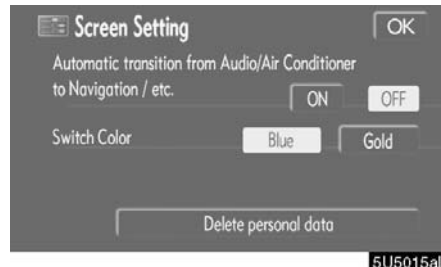 Screen Setting OK
Automatic transition from Audio/Air Conditioner
to Navigation / etc. ON OFF
Switch Color Blue Gold
Delete personal data
5U5015aI